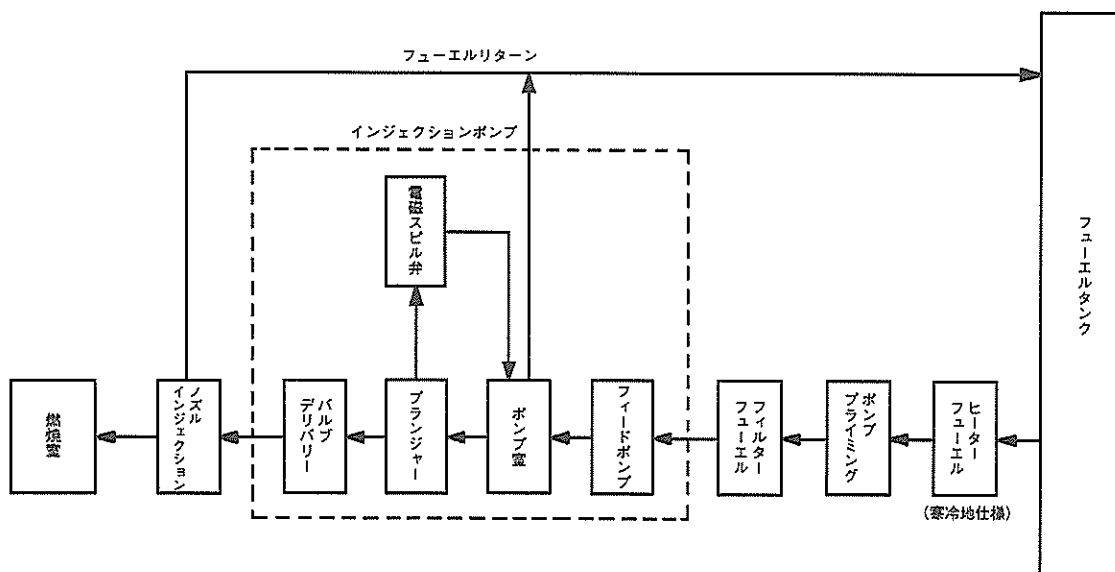 フューエルリターン
インジェクションポンプ
電磁スピル弁
フューエルタンク
燃焼室
ノズル
インジェクション
バルブ
デリバリー
プランジャー
ポンプ室
フィードポンプ
フィルター
フューエル
ポンプ
プライミング
ヒーター
フューエル
(寒冷地仕様)